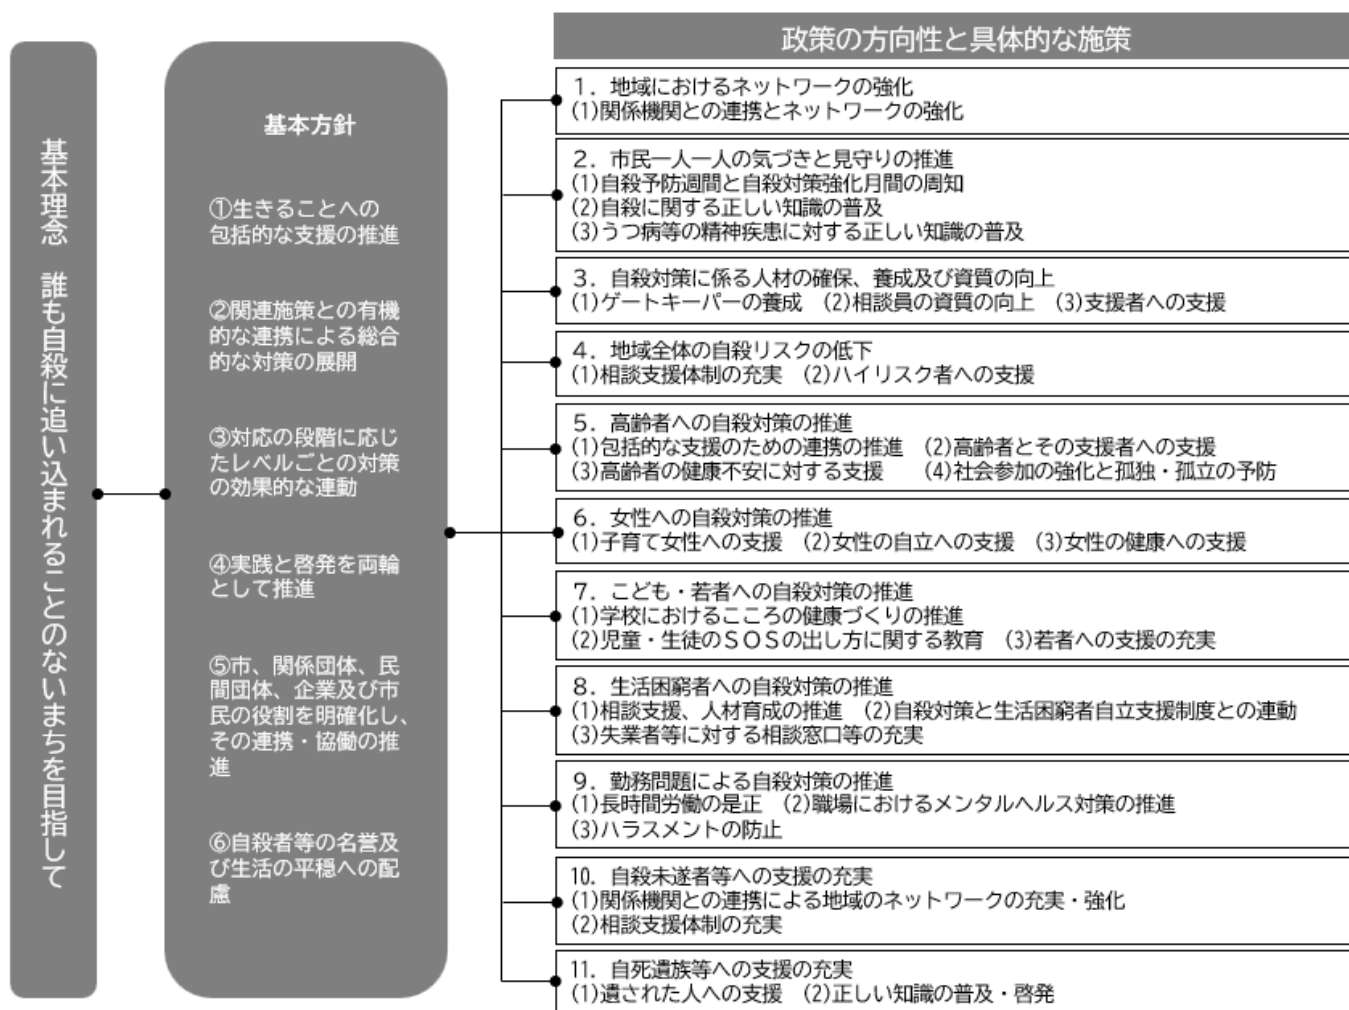 基本理念　誰も自殺に追い込まれることのないまちを目指して
基本方針
①生きることへの
包括的な支援の推進
②関連施策との有機
的な連携による総合
的な対策の展開
③対応の段階に応じ
たレベルごとの対策
の効果的な連動
④実践と啓発を両輪
として推進
⑤市、関係団体、民
間団体、企業及び市
民の役割を明確化し、
その連携・協働の推
進
⑥自殺者等の名誉及
び生活の平穏への配
慮
政策の方向性と具体的な施策
１．地域におけるネットワークの強化
(1)関係機関との連携とネットワークの強化
２．市民一人一人の気づきと見守りの推進
(1)自殺予防週間と自殺対策強化月間の周知
(2)自殺に関する正しい知識の普及
(3)うつ病等の精神疾患に対する正しい知識の普及
３．自殺対策に係る人材の確保、養成及び資質の向上
(1)ゲートキーパーの養成　(2)相談員の資質の向上　(3)支援者への支援
４．地域全体の自殺リスクの低下
(1)相談支援体制の充実　(2)ハイリスク者への支援
５．高齢者への自殺対策の推進
(1)包括的な支援のための連携の推進　(2)高齢者とその支援者への支援
(3)高齢者の健康不安に対する支援　　(4)社会参加の強化と孤独・孤立の予防
６．女性への自殺対策の推進
(1)子育て女性への支援　(2)女性の自立への支援　(3)女性の健康への支援
７．こども・若者への自殺対策の推進
(1)学校におけるこころの健康づくりの推進
(2)児童・生徒のＳＯＳの出し方に関する教育　(3)若者への支援の充実
８．生活困窮者への自殺対策の推進
(1)相談支援、人材育成の推進　(2)自殺対策と生活困窮者自立支援制度との連動
(3)失業者等に対する相談窓口等の充実
９．勤務問題による自殺対策の推進
(1)長時間労働の是正　(2)職場におけるメンタルヘルス対策の推進
(3)ハラスメントの防止
10．自殺未遂者等への支援の充実
(1)関係機関との連携による地域のネットワークの充実・強化
(2)相談支援体制の充実
11．自死遺族等への支援の充実
(1)遺された人への支援　(2)正しい知識の普及・啓発